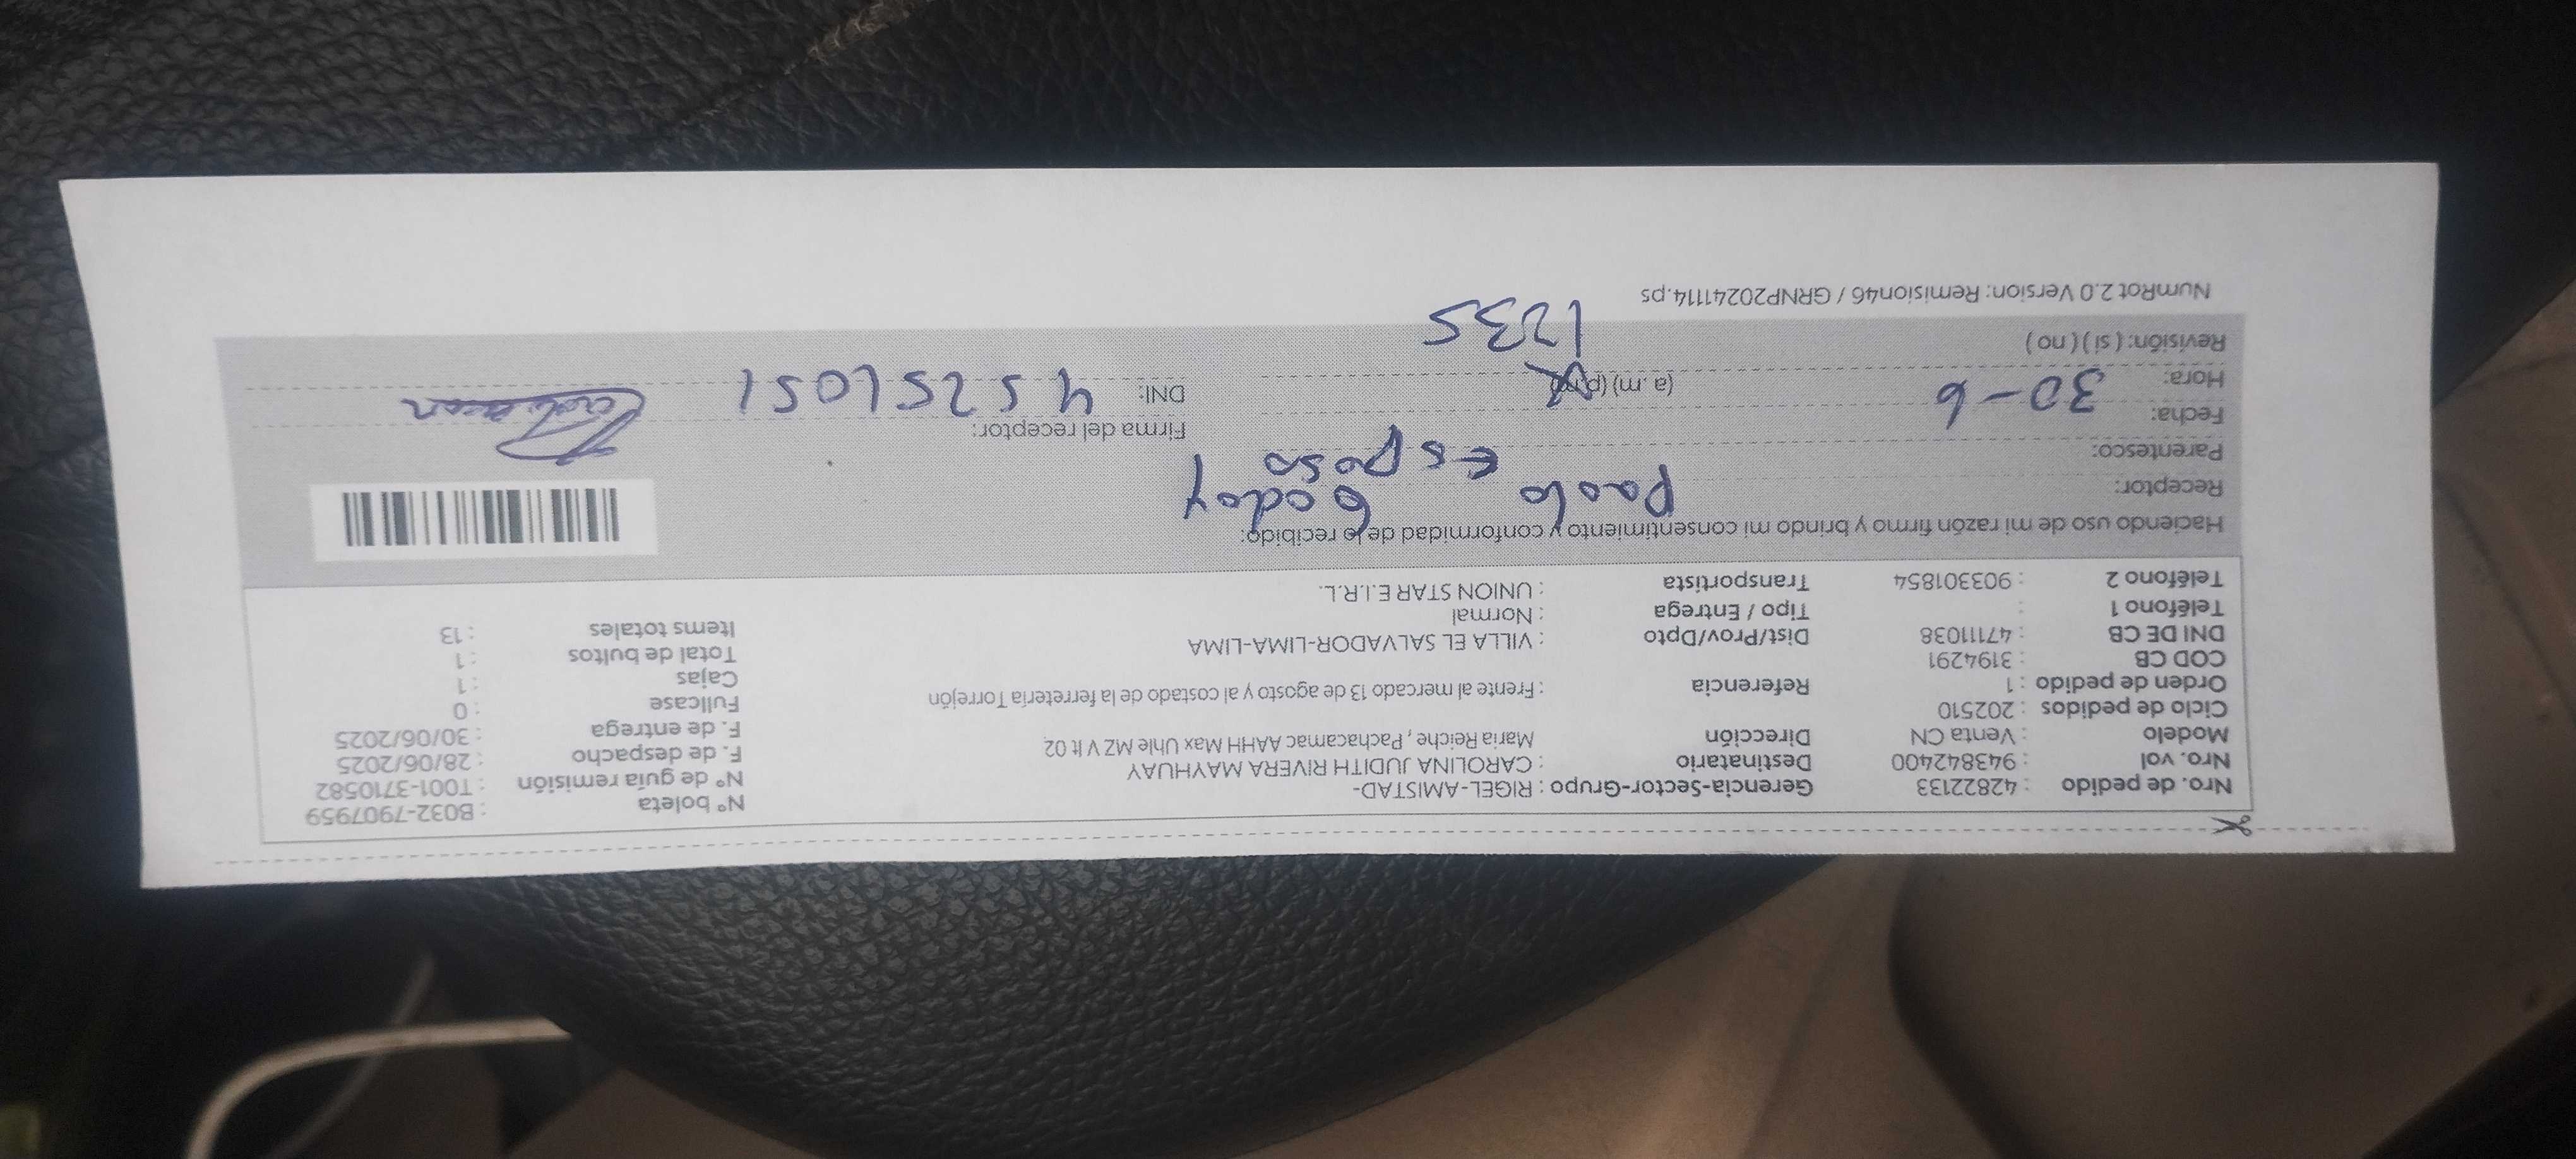 Nro. de pedido : 42822133 Gerencia-Sector-Grupo : RIGEL-AMISTAD- N° boleta : B032-7907959
Nro. vol : 943842400 Destinatario : CAROLINA JUDITH RIVERA MAYHUAY N° de guía remisión : T001-3710582
Modelo : Venta CN Dirección Maria Reiche , Pachacamac AAHH Max Uhle MZ V lt 02 F. de despacho : 28/06/2025
Ciclo de pedidos : 202510 F. de entrega : 30/06/2025
Orden de pedido : 1 Referencia : Frente al mercado 13 de agosto y al costado de la ferretería Torrejón Fullcase : 0
COD CB : 3194291 Cajas : 1
DNI DE CB : 47111038 Dist/Prov/Dpto : VILLA EL SALVADOR-LIMA-LIMA Total de bultos : 1
Teléfono 1 : Tipo / Entrega : Normal Items totales : 13
Teléfono 2 : 903301854 Transportista : UNION STAR E.I.R.L.
Haciendo uso de mi razón firmo y brindo mi consentimiento y conformidad de lo recibido:
Receptor: Paolo Godoy
Parentesco: Esposo
Fecha: 30-6 Firma del receptor:
Hora: (a. m) (p.m) DNI: 45251051
Revisión: ( si ) ( no ) 1235
NumRot 2.0 Version: Remision46 / GRNP20241114.ps